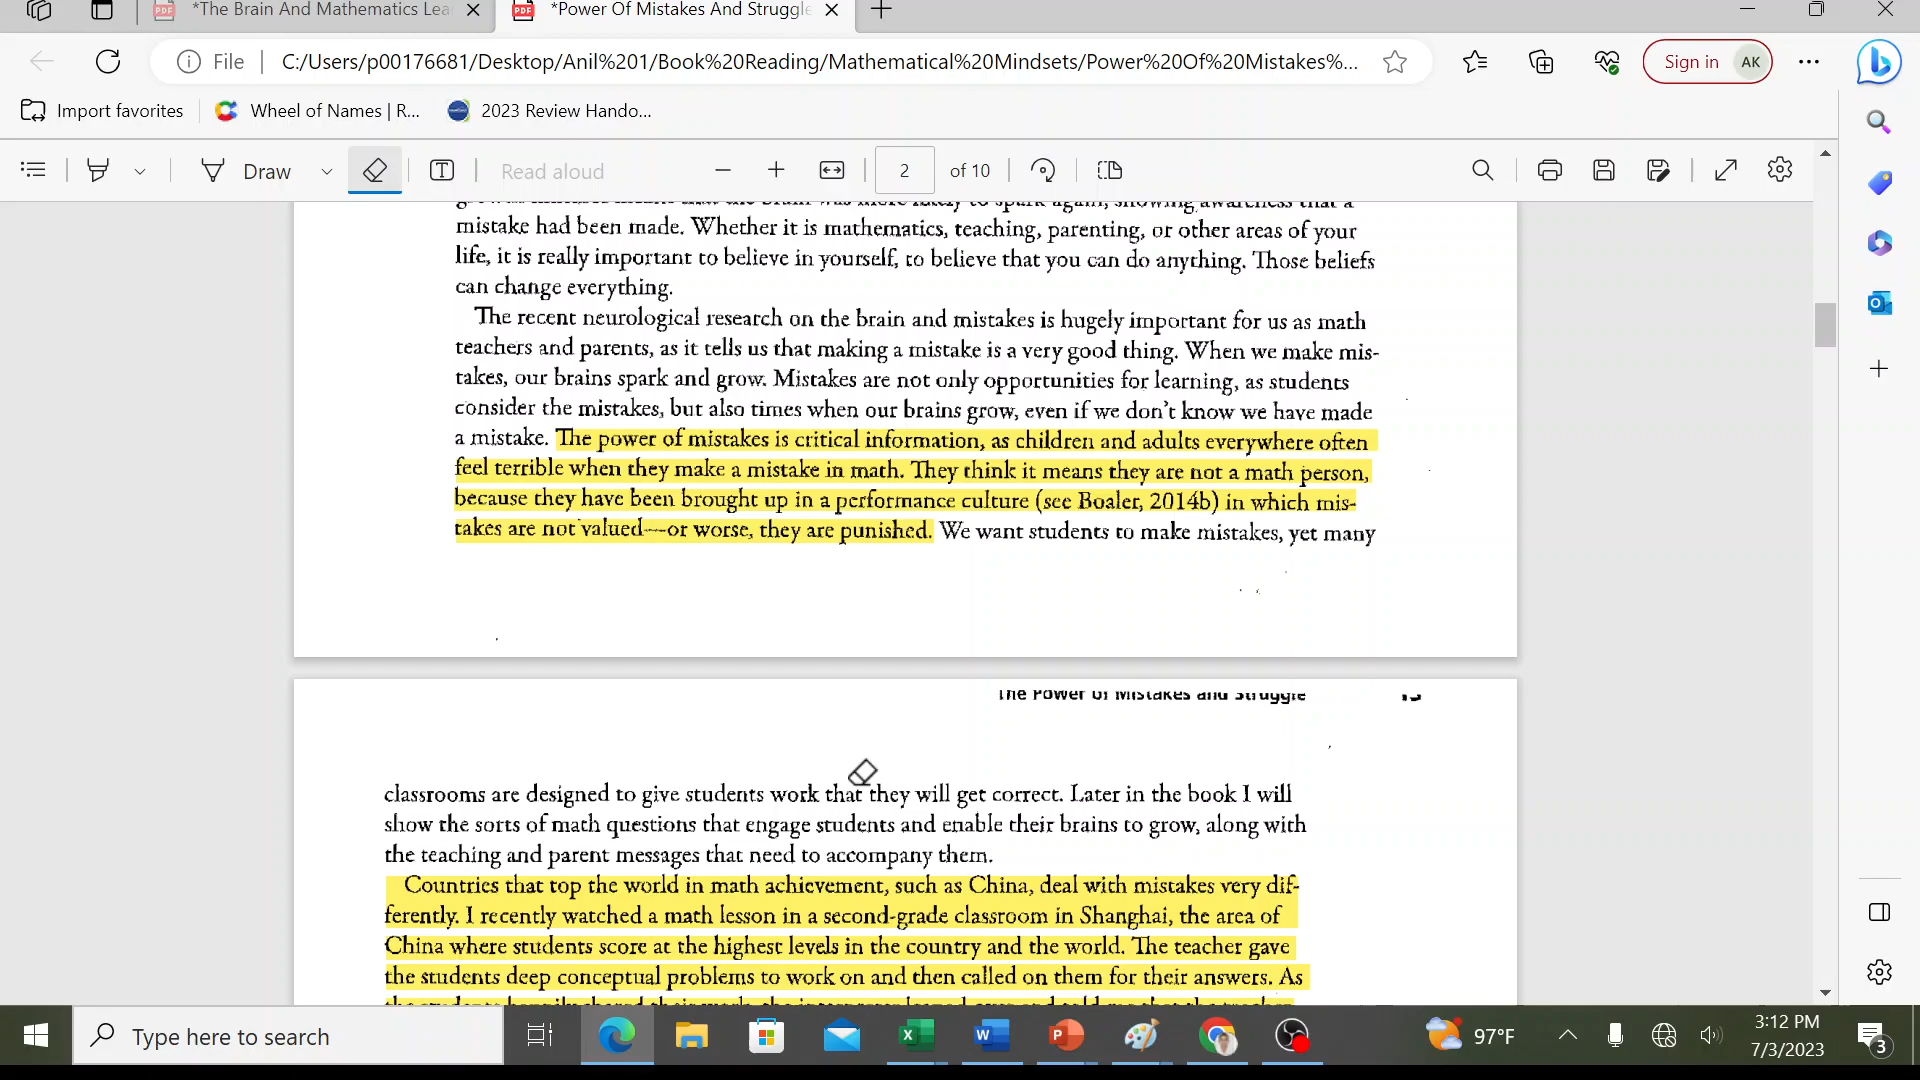 *The Brain And Mathematics Lea
*Power Of Mistakes And Struggle
File
C:/Users/p00176681/Desktop/Anil%201/Book%20Reading/Mathematical%20Mindsets/Power%20Of%20Mistakes%...
Sign in AK
Import favorites
Wheel of Names | R...
2023 Review Hando...
Draw
Read aloud
2 of 10
mistake had been made. Whether it is mathematics, teaching, parenting, or other areas of your
life, it is really important to believe in yourself, to believe that you can do anything. Those beliefs
can change everything.
The recent neurological research on the brain and mistakes is hugely important for us as math
teachers and parents, as it tells us that making a mistake is a very good thing. When we make mis-
takes, our brains spark and grow. Mistakes are not only opportunities for learning, as students
consider the mistakes, but also times when our brains grow, even if we don't know we have made
a mistake. The power of mistakes is critical information, as children and adults everywhere often
feel terrible when they make a mistake in math. They think it means they are not a math person,
because they have been brought up in a performance culture (see Boaler, 2014b) in which mis-
takes are not valued—or worse, they are punished. We want students to make mistakes, yet many
The Power of Mistakes and Struggle
classrooms are designed to give students work that they will get correct. Later in the book I will
show the sorts of math questions that engage students and enable their brains to grow, along with
the teaching and parent messages that need to accompany them.
Countries that top the world in math achievement, such as China, deal with mistakes very dif-
ferently. I recently watched a math lesson in a second-grade classroom in Shanghai, the area of
China where students score at the highest levels in the country and the world. The teacher gave
the students deep conceptual problems to work on and then called on them for their answers. As
Type here to search
97°F
3:12 PM
7/3/2023
3